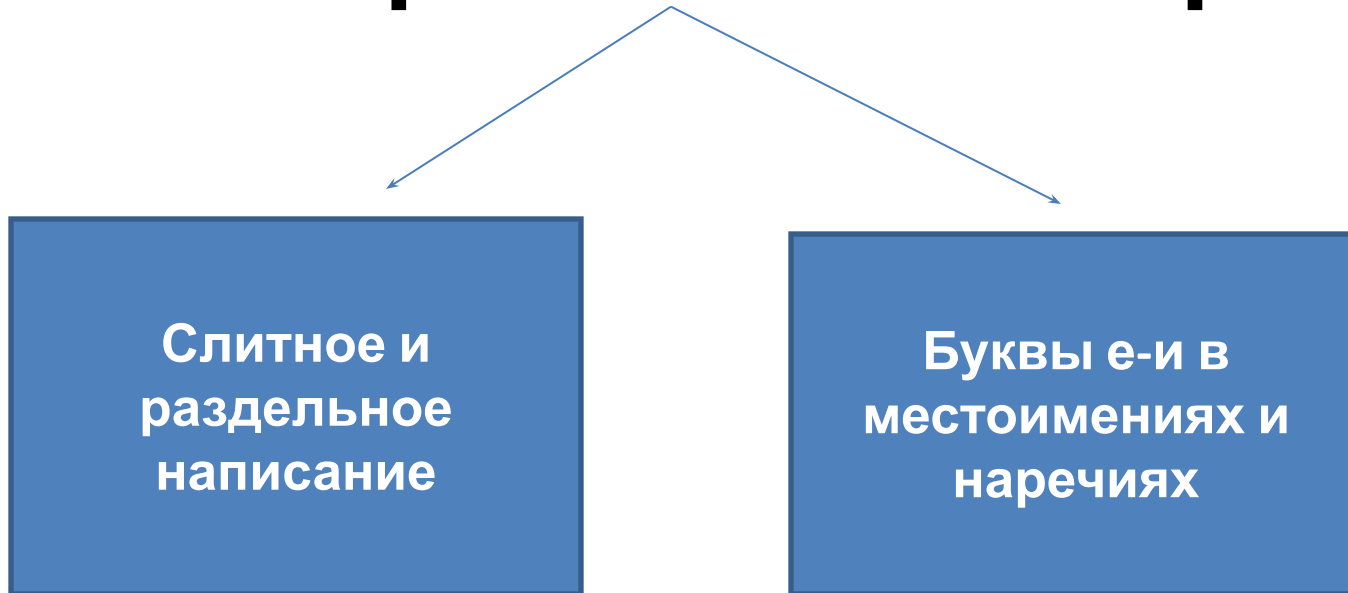 Слитное и
раздельное
написание
Буквы е-и в
местоимениях и
наречиях